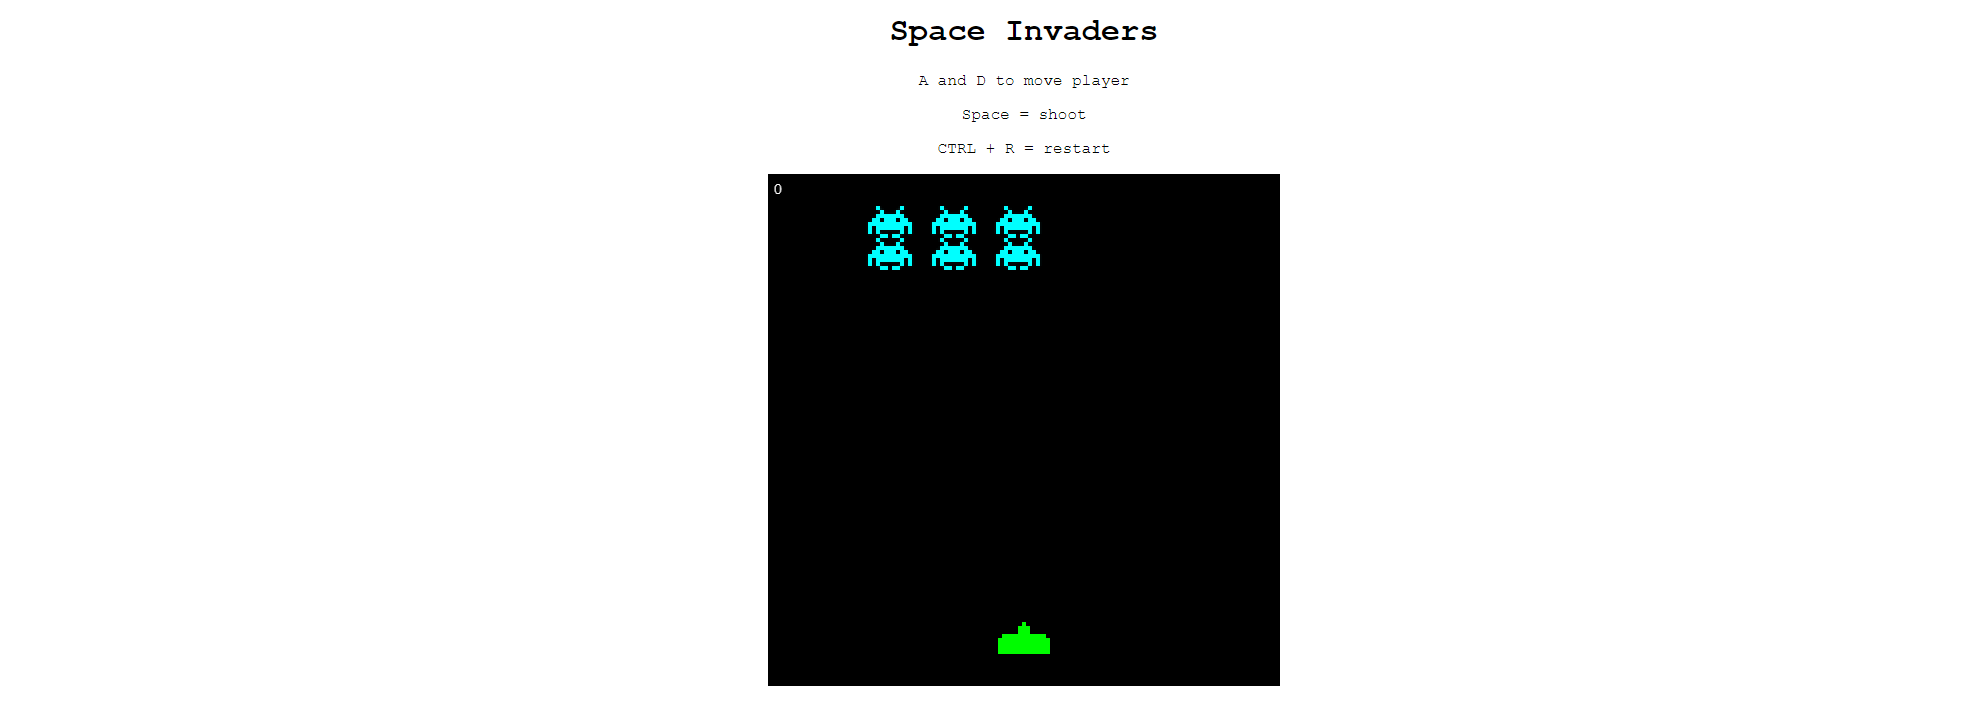 Space Invaders
A and D to move player
Space = shoot
CTRL + R = restart
0